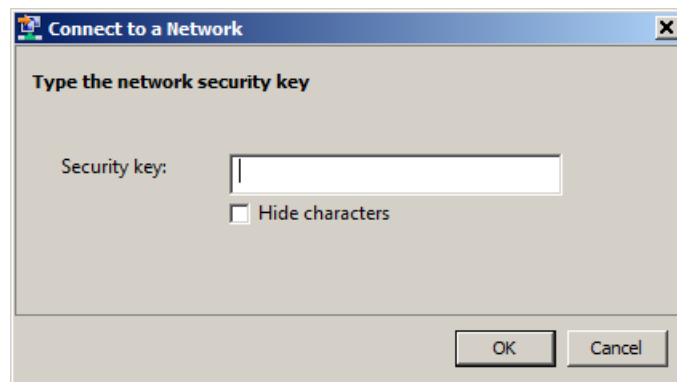 Connect to a Network
Type the network security key
Security key:
Hide characters
OK Cancel